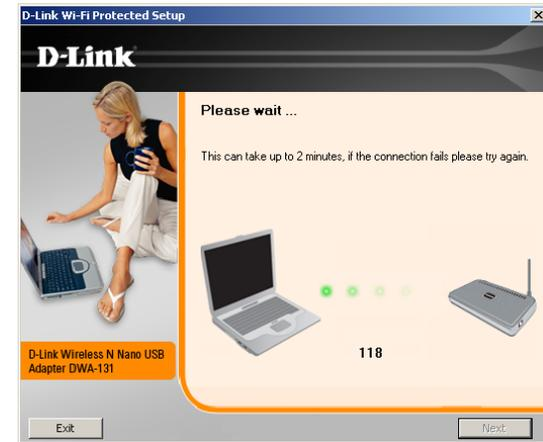 D-Link Wi-Fi Protected Setup
D-Link
Please wait ...
This can take up to 2 minutes, if the connection fails please try again.
118
D-Link Wireless N Nano USB
Adapter DWA-131
Exit
Next